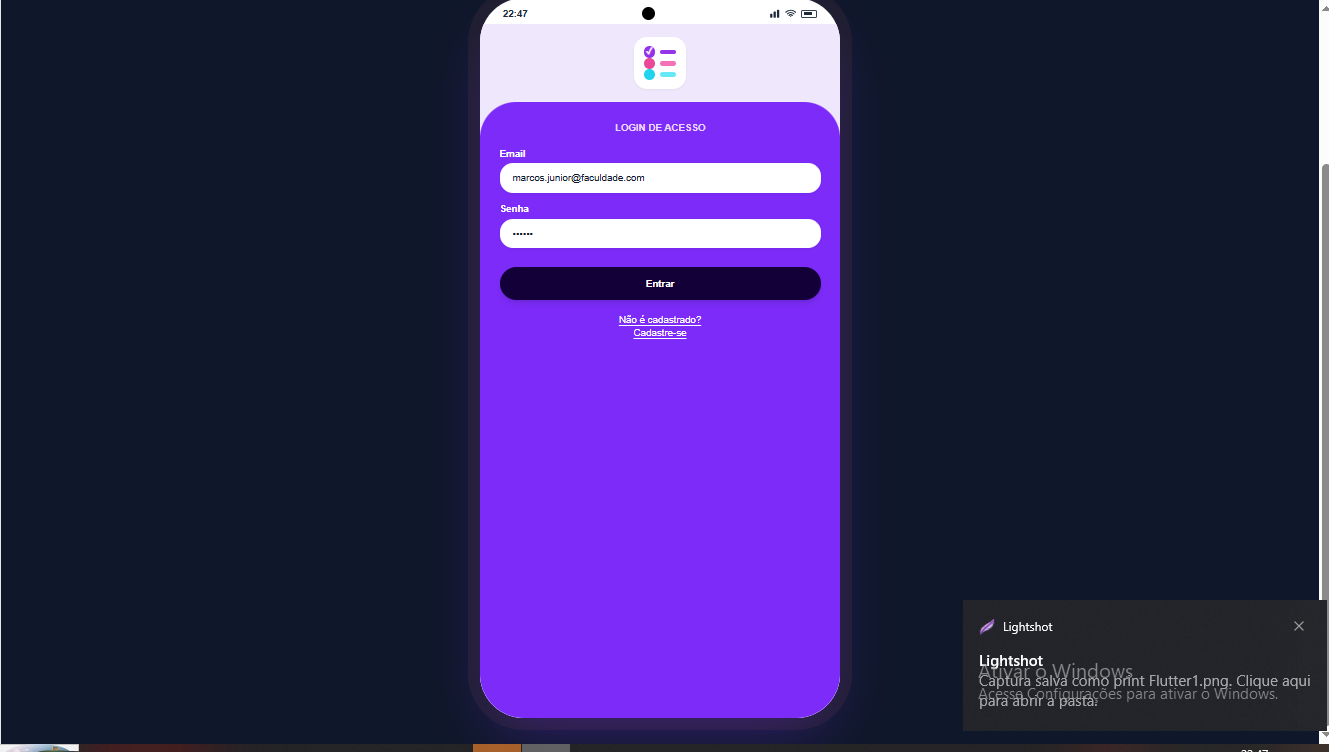 22:47
LOGIN DE ACESSO
Email
marcos.junior@faculdade.com
Senha
••••••
Entrar
Não é cadastrado?
Cadastre-se
Lightshot
Lightshot
Ativar o Windows
Captura salva como print Flutter1.png. Clique aqui
Acesse Configurações para ativar o Windows.
para abrir a pasta.